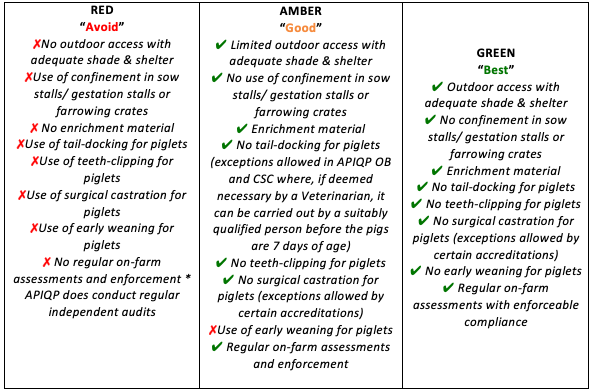 RED
“Avoid”
✗No outdoor access with
adequate shade & shelter
✗Use of confinement in sow
stalls/ gestation stalls or
farrowing crates
✗ No enrichment material
✗Use of tail-docking for piglets
✗Use of teeth-clipping for
piglets
✗Use of surgical castration for
piglets
✗Use of early weaning for
piglets
✗ No regular on-farm
assessments and enforcement *
APIQP does conduct regular
independent audits
AMBER
“Good”
✔ Limited outdoor access with
adequate shade & shelter
✔ No use of confinement in sow
stalls/ gestation stalls or
farrowing crates
✔ Enrichment material
✔ No tail-docking for piglets
(exceptions allowed in APIQP OB
and CSC where, if deemed
necessary by a Veterinarian, it
can be carried out by a suitably
qualified person before the pigs
are 7 days of age)
✔ No teeth-clipping for piglets
✔ No surgical castration for
piglets (exceptions allowed by
certain accreditations)
✗Use of early weaning for piglets
✔ Regular on-farm assessments
and enforcement
GREEN
“Best”
✔ Outdoor access with
adequate shade & shelter
✔ No confinement in sow
stalls/ gestation stalls or
farrowing crates
✔ Enrichment material
✔ No tail-docking for piglets
✔ No teeth-clipping for piglets
✔ No surgical castration for
piglets (exceptions allowed by
certain accreditations)
✔ No early weaning for piglets
✔ Regular on-farm
assessments with enforceable
compliance